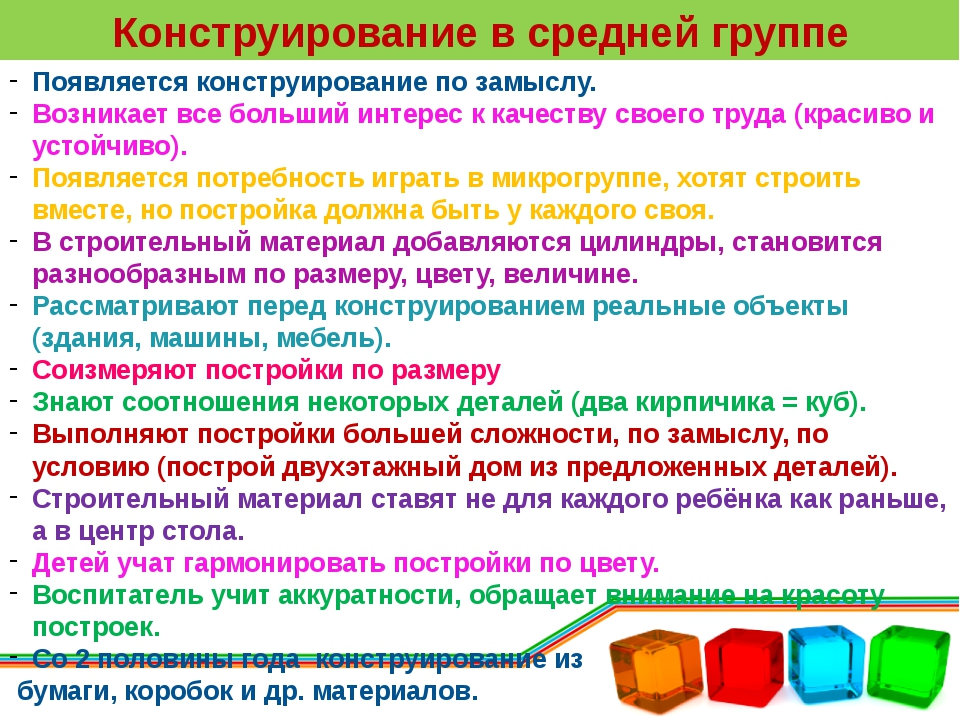 Конструирование в средней группе
- Появляется конструирование по замыслу.
- Возникает все больший интерес к качеству своего труда (красиво и
устойчиво).
- Появляется потребность играть в микрогруппе, хотят строить
вместе, но постройка должна быть у каждого своя.
- В строительный материал добавляются цилиндры, становится
разнообразным по размеру, цвету, величине.
- Рассматривают перед конструированием реальные объекты
(здания, машины, мебель).
- Соизмеряют постройки по размеру
- Знают соотношения некоторых деталей (два кирпичика = куб).
- Выполняют постройки большей сложности, по замыслу, по
условию (построй двухэтажный дом из предложенных деталей).
- Строительный материал ставят не для каждого ребёнка как раньше,
а в центр стола.
- Детей учат гармонировать постройки по цвету.
- Воспитатель учит аккуратности, обращает внимание на красоту
построек.
- Со 2 половины года конструирование из
бумаги, коробок и др. материалов.